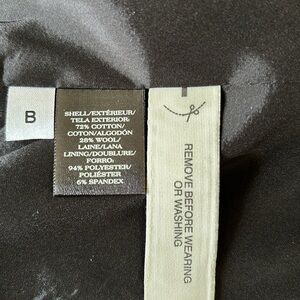 B
SHELL/EXTÉRIEUR/
TELA EXTERIOR:
72% COTTON/
COTON/ALGODÓN
28% WOOL/
LAINE/LANA
LINING/DOUBLURE/
FORRO:
94% POLYESTER/
POLIÉSTER
6% SPANDEX
REMOVE BEFORE WEARING
OR WASHING